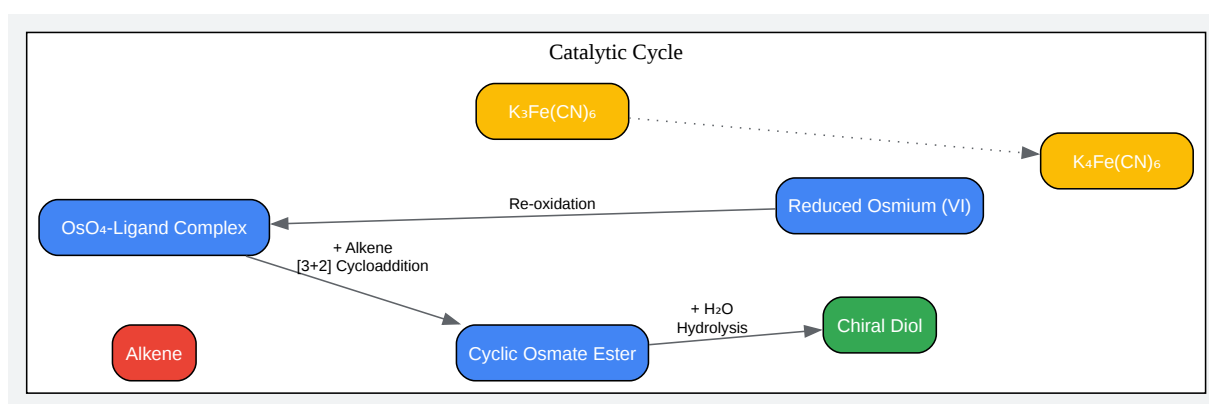 Catalytic Cycle
K₃Fe(CN)₆
K₄Fe(CN)₆
Re-oxidation
Reduced Osmium (VI)
OsO₄-Ligand Complex
+ Alkene
[3+2] Cycloaddition
+ H₂O
Hydrolysis
Chiral Diol
Alkene
Cyclic Osmate Ester